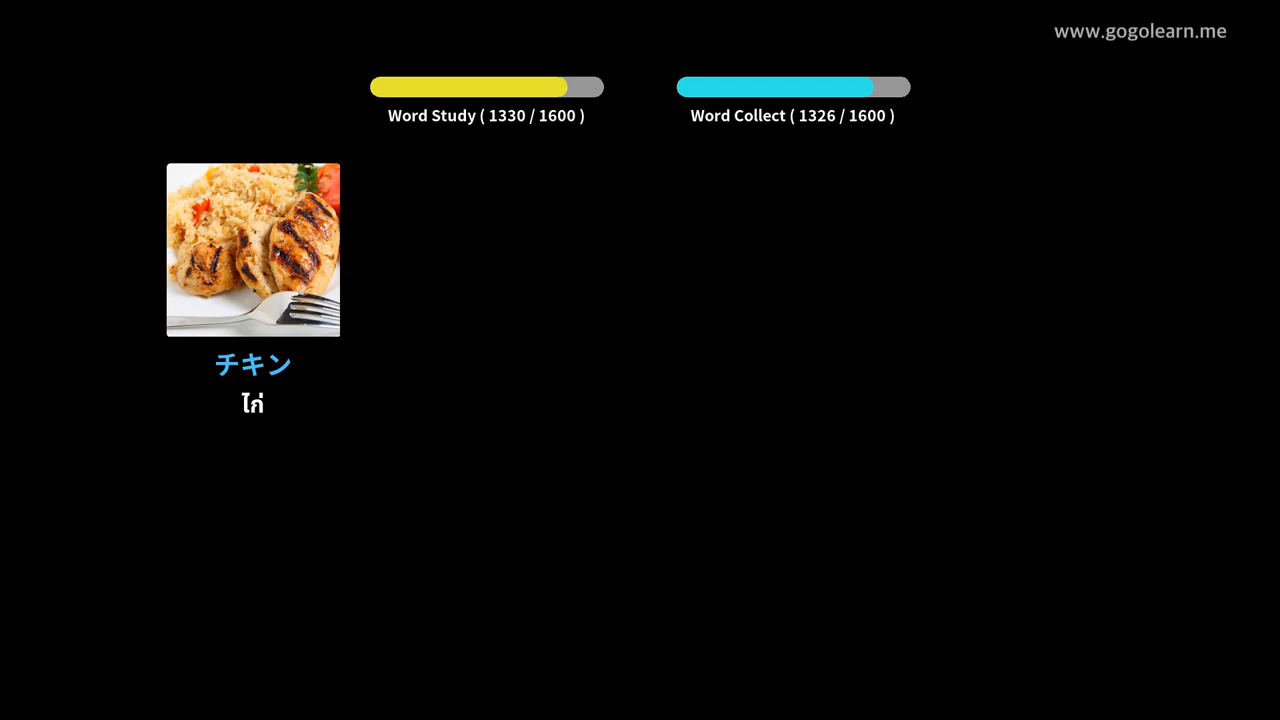 www.gogolearn.me
Word Study ( 1330 / 1600 )
Word Collect ( 1326 / 1600 )
チキン
ไก่